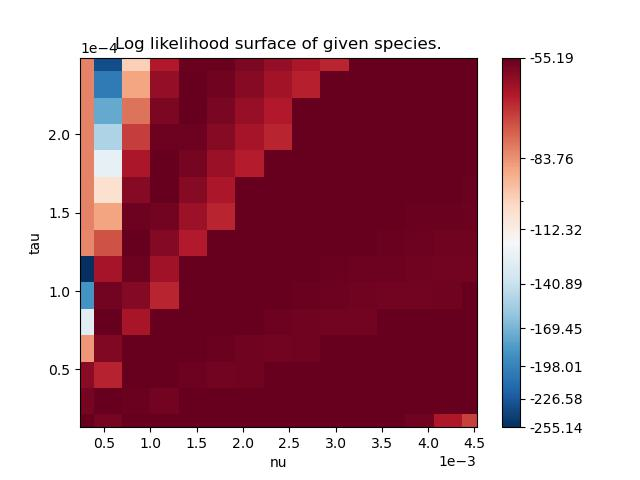 1e−4
Log likelihood surface of given species.
tau
2.0
1.5
1.0
0.5
0.5 1.0 1.5 2.0 2.5 3.0 3.5 4.0 4.5
nu
1e−3
-55.19
-83.76
-112.32
-140.89
-169.45
-198.01
-226.58
-255.14